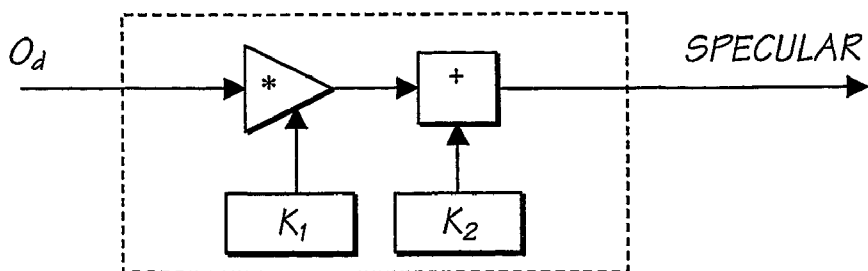 O_d
SPECULAR
*
+
K_1
K_2